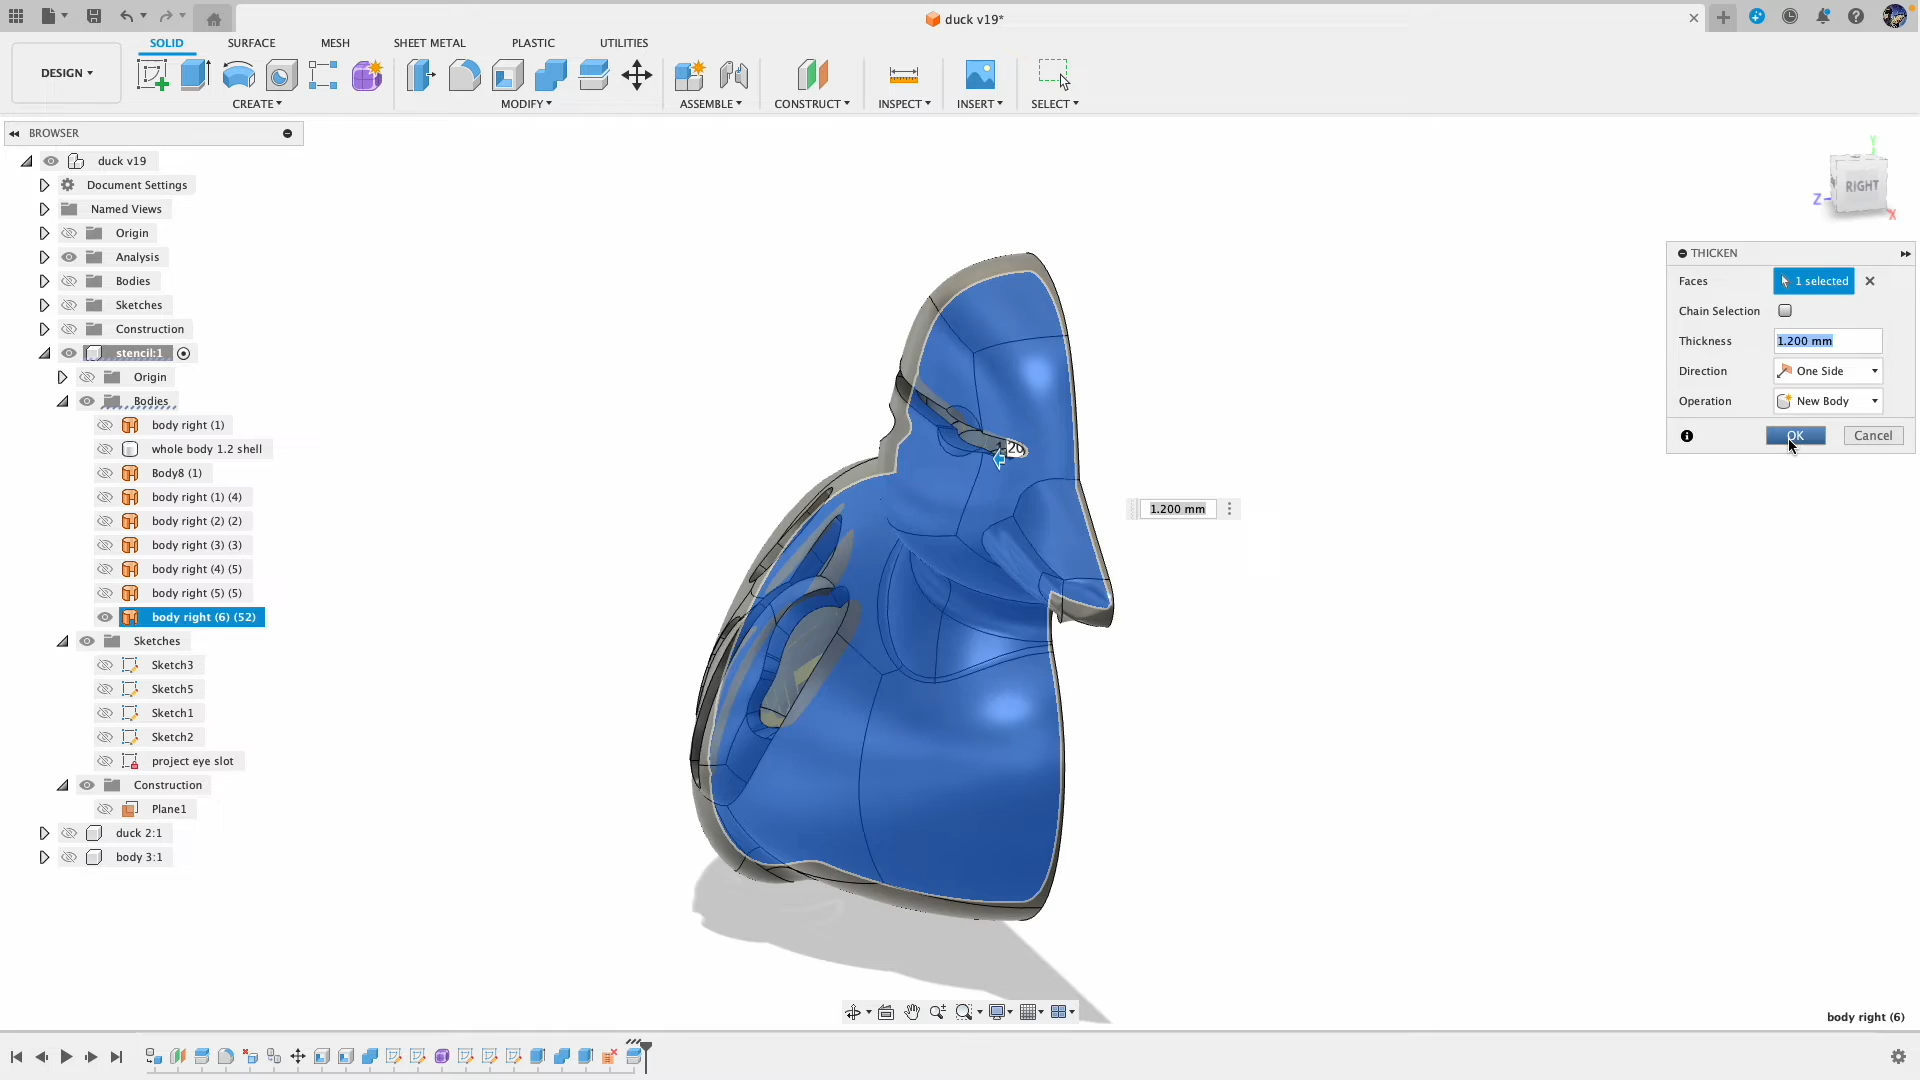 duck v19*
DESIGN
SOLID
SURFACE
MESH
SHEET METAL
PLASTIC
UTILITIES
CREATE
MODIFY
ASSEMBLE
CONSTRUCT
INSPECT
INSERT
SELECT
BROWSER
duck v19
Document Settings
Named Views
Origin
Analysis
Bodies
Sketches
Construction
stencil:1
Origin
Bodies
body right (1)
whole body 1.2 shell
Body8 (1)
body right (1) (4)
body right (2) (2)
body right (3) (3)
body right (4) (5)
body right (5) (5)
body right (6) (52)
Sketches
Sketch3
Sketch5
Sketch1
Sketch2
project eye slot
Construction
Plane1
duck 2:1
body 3:1
1.200 mm
Y
RIGHT
Z
X
THICKEN
Faces
1 selected
Chain Selection
Thickness
1.200 mm
Direction
One Side
Operation
New Body
OK
Cancel
body right (6)